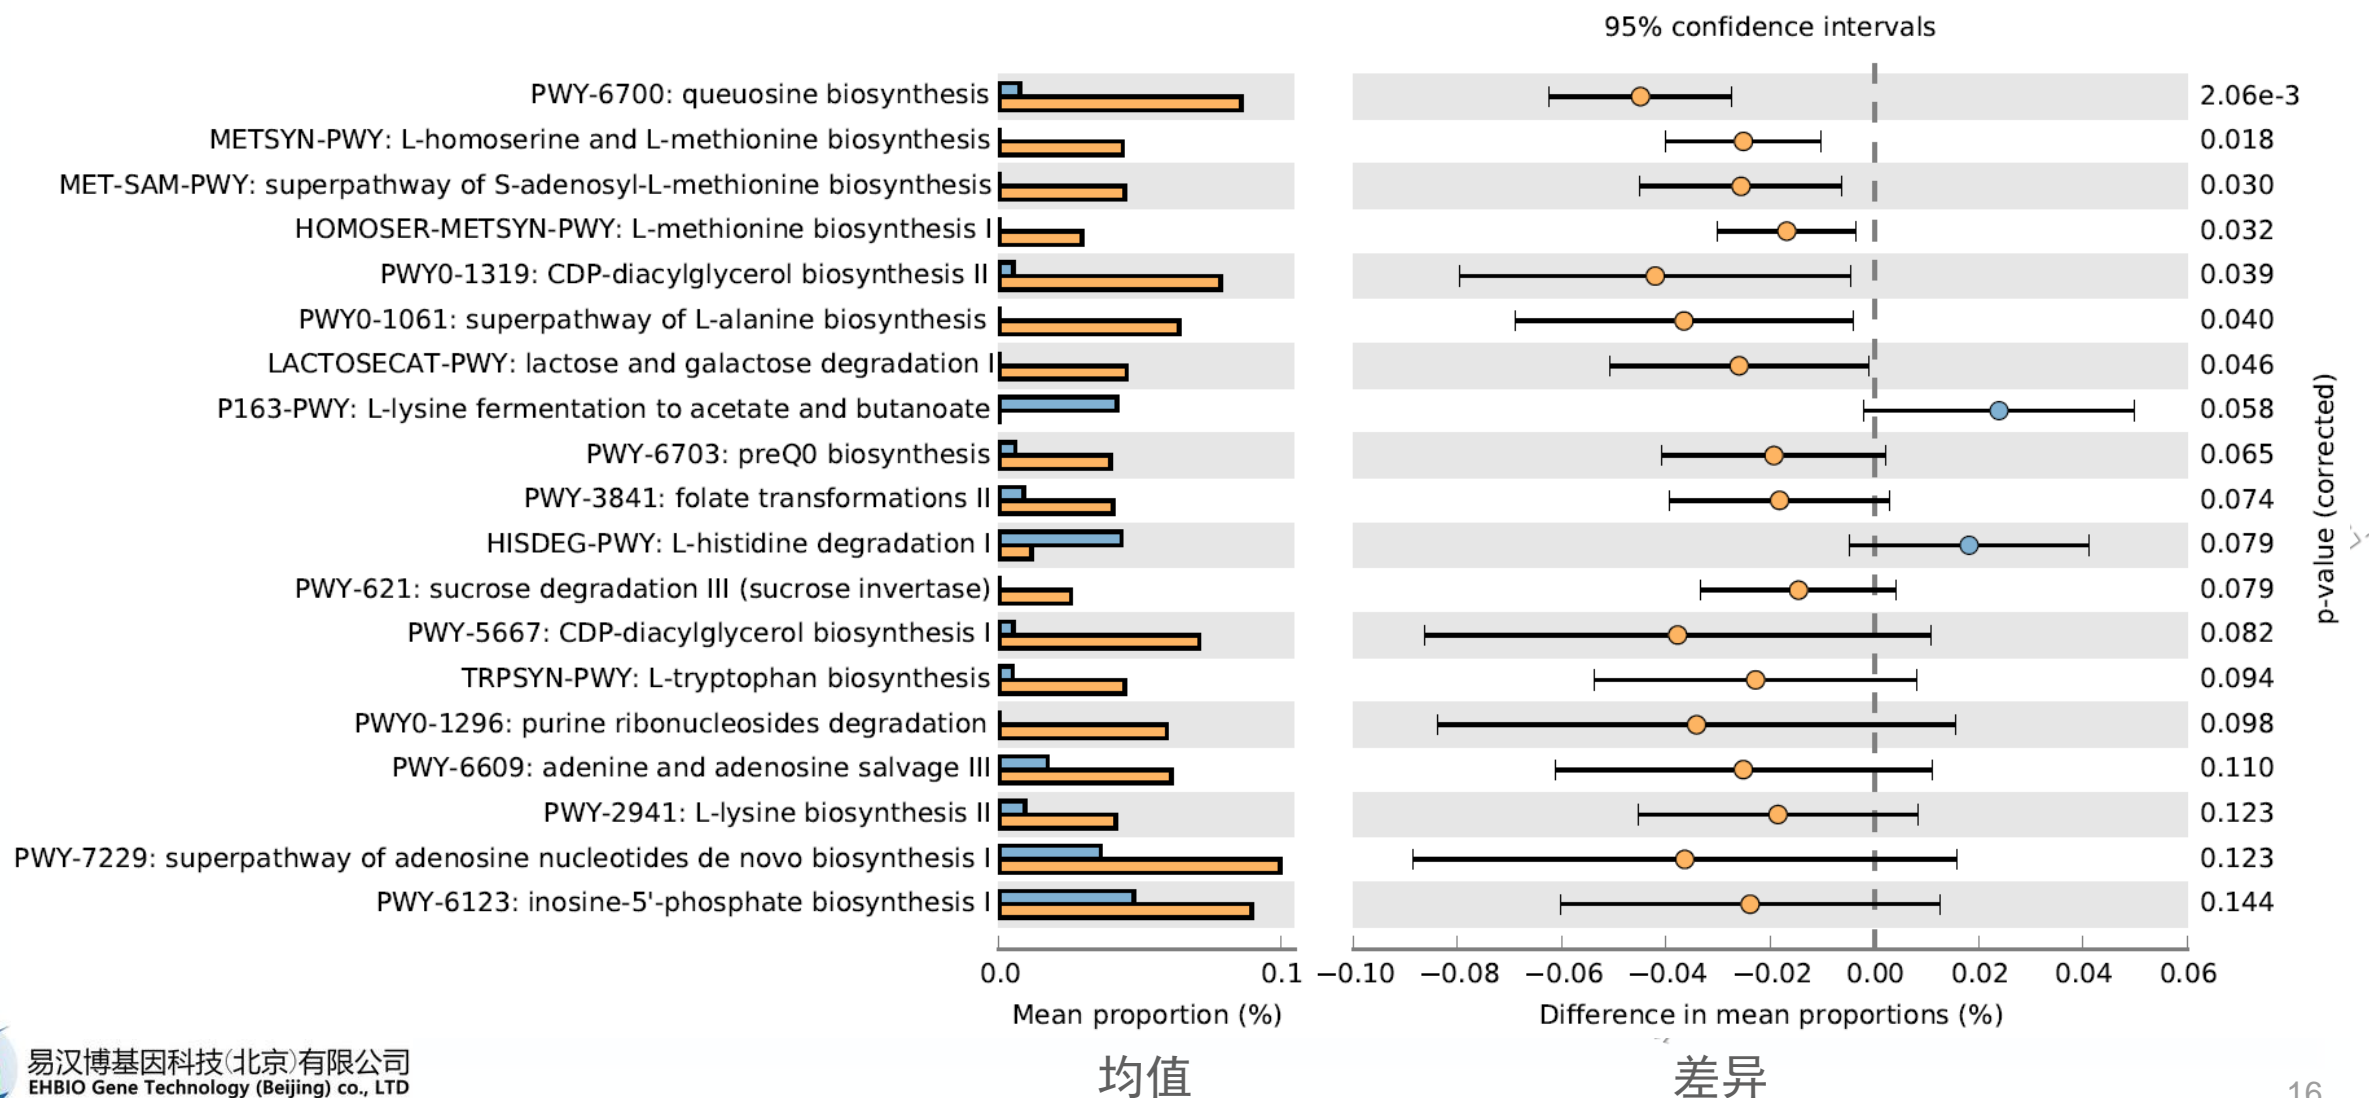 95% confidence intervals
PWY-6700: queuosine biosynthesis 2.06e-3
METSYN-PWY: L-homoserine and L-methionine biosynthesis 0.018
MET-SAM-PWY: superpathway of S-adenosyl-L-methionine biosynthesis 0.030
HOMOSER-METSYN-PWY: L-methionine biosynthesis I 0.032
PWY0-1319: CDP-diacylglycerol biosynthesis II 0.039
PWY0-1061: superpathway of L-alanine biosynthesis 0.040
LACTOSECAT-PWY: lactose and galactose degradation I 0.046
P163-PWY: L-lysine fermentation to acetate and butanoate 0.058
PWY-6703: preQ0 biosynthesis 0.065
PWY-3841: folate transformations II 0.074
HISDEG-PWY: L-histidine degradation I 0.079
PWY-621: sucrose degradation III (sucrose invertase) 0.079
PWY-5667: CDP-diacylglycerol biosynthesis I 0.082
TRPSYN-PWY: L-tryptophan biosynthesis 0.094
PWY0-1296: purine ribonucleosides degradation 0.098
PWY-6609: adenine and adenosine salvage III 0.110
PWY-2941: L-lysine biosynthesis II 0.123
PWY-7229: superpathway of adenosine nucleotides de novo biosynthesis I 0.123
PWY-6123: inosine-5'-phosphate biosynthesis I 0.144
p-value (corrected)
0.0 0.1 −0.10 −0.08 −0.06 −0.04 −0.02 0.00 0.02 0.04 0.06
Mean proportion (%) Difference in mean proportions (%)
均值 差异
易汉博基因科技(北京)有限公司
EHBIO Gene Technology (Beijing) co., LTD
16